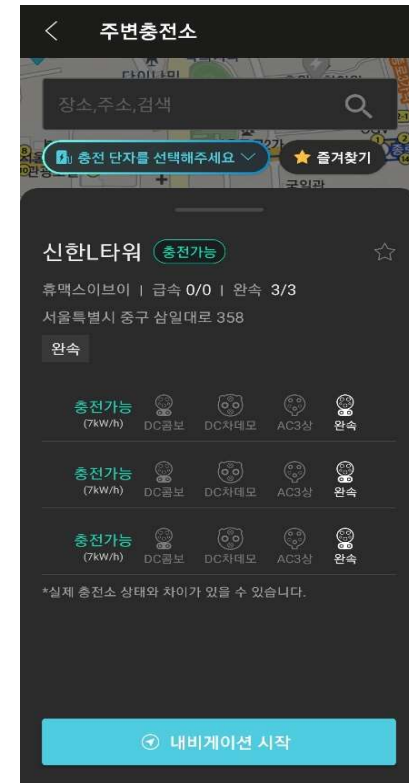 주변충전소
장소,주소,검색
충전 단자를 선택해주세요
즐겨찾기
국일관
신한L타워 충전가능
휴맥스이브이 | 급속 0/0 | 완속 3/3
서울특별시 중구 삼일대로 358
완속
충전가능
(7kW/h) DC콤보 DC차데모 AC3상 완속
충전가능
(7kW/h) DC콤보 DC차데모 AC3상 완속
충전가능
(7kW/h) DC콤보 DC차데모 AC3상 완속
*실제 충전소 상태와 차이가 있을 수 있습니다.
내비게이션 시작